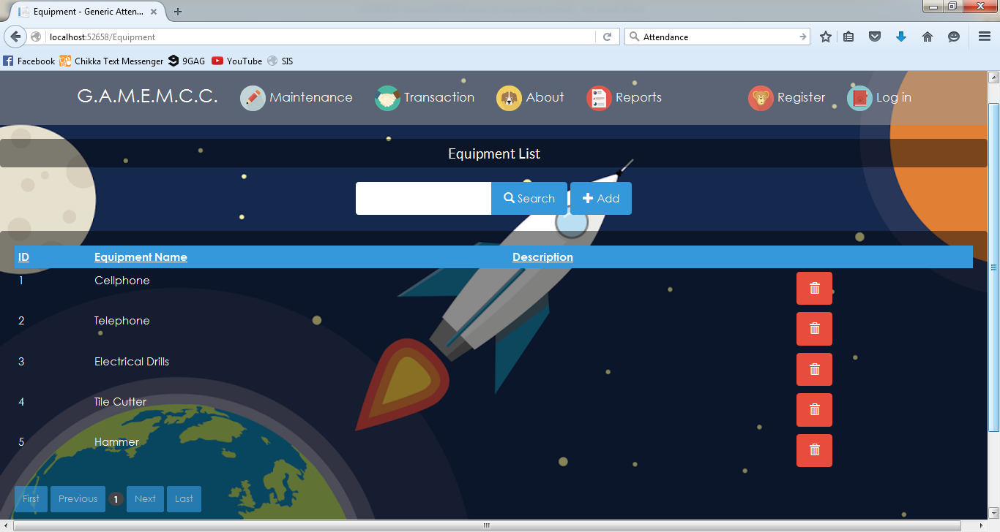 Equipment - Generic Atten...
localhost:52658/Equipment
Attendance
Facebook Chikka Text Messenger 9GAG YouTube SIS
G.A.M.E.M.C.C. Maintenance Transaction About Reports Register Log in
Equipment List
Search Add
ID Equipment Name Description
1 Cellphone
2 Telephone
3 Electrical Drills
4 Tile Cutter
5 Hammer
First Previous 1 Next Last